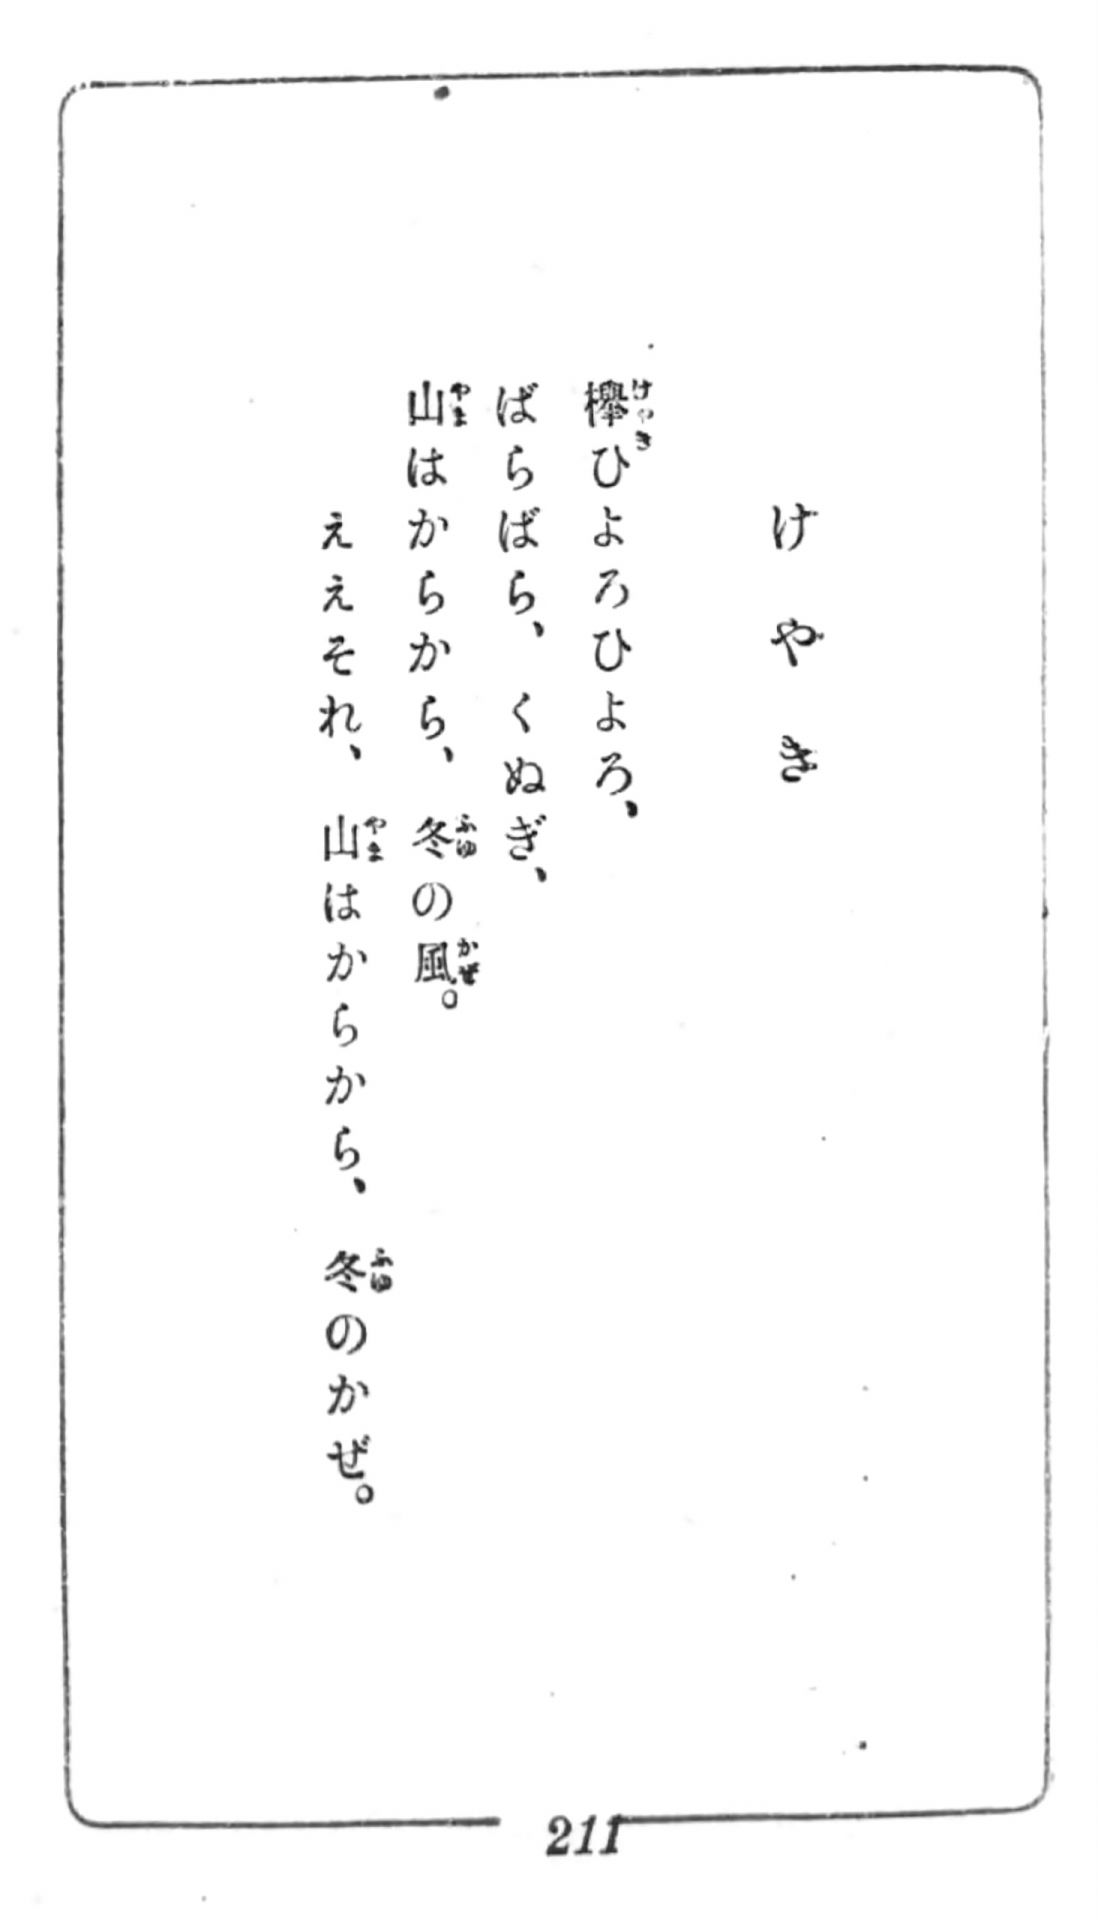 けやき
欅ひよろひよろ、
ばらばら、くぬぎ、
山はからから、冬の風。
ええそれ、山はからから、冬のかぜ。
211